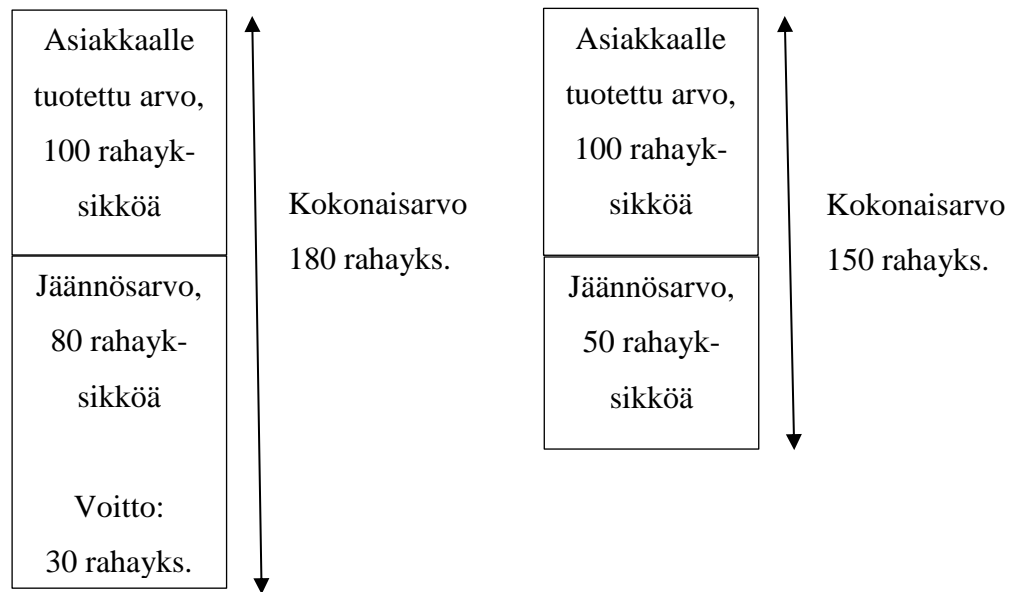 Asiakkaalle
tuotettu arvo,
100 rahayk-
sikköä
Jäännösarvo,
80 rahayk-
sikköä
Voitto:
30 rahayks.
Kokonaisarvo
180 rahayks.
Asiakkaalle
tuotettu arvo,
100 rahayk-
sikköä
Jäännösarvo,
50 rahayk-
sikköä
Kokonaisarvo
150 rahayks.